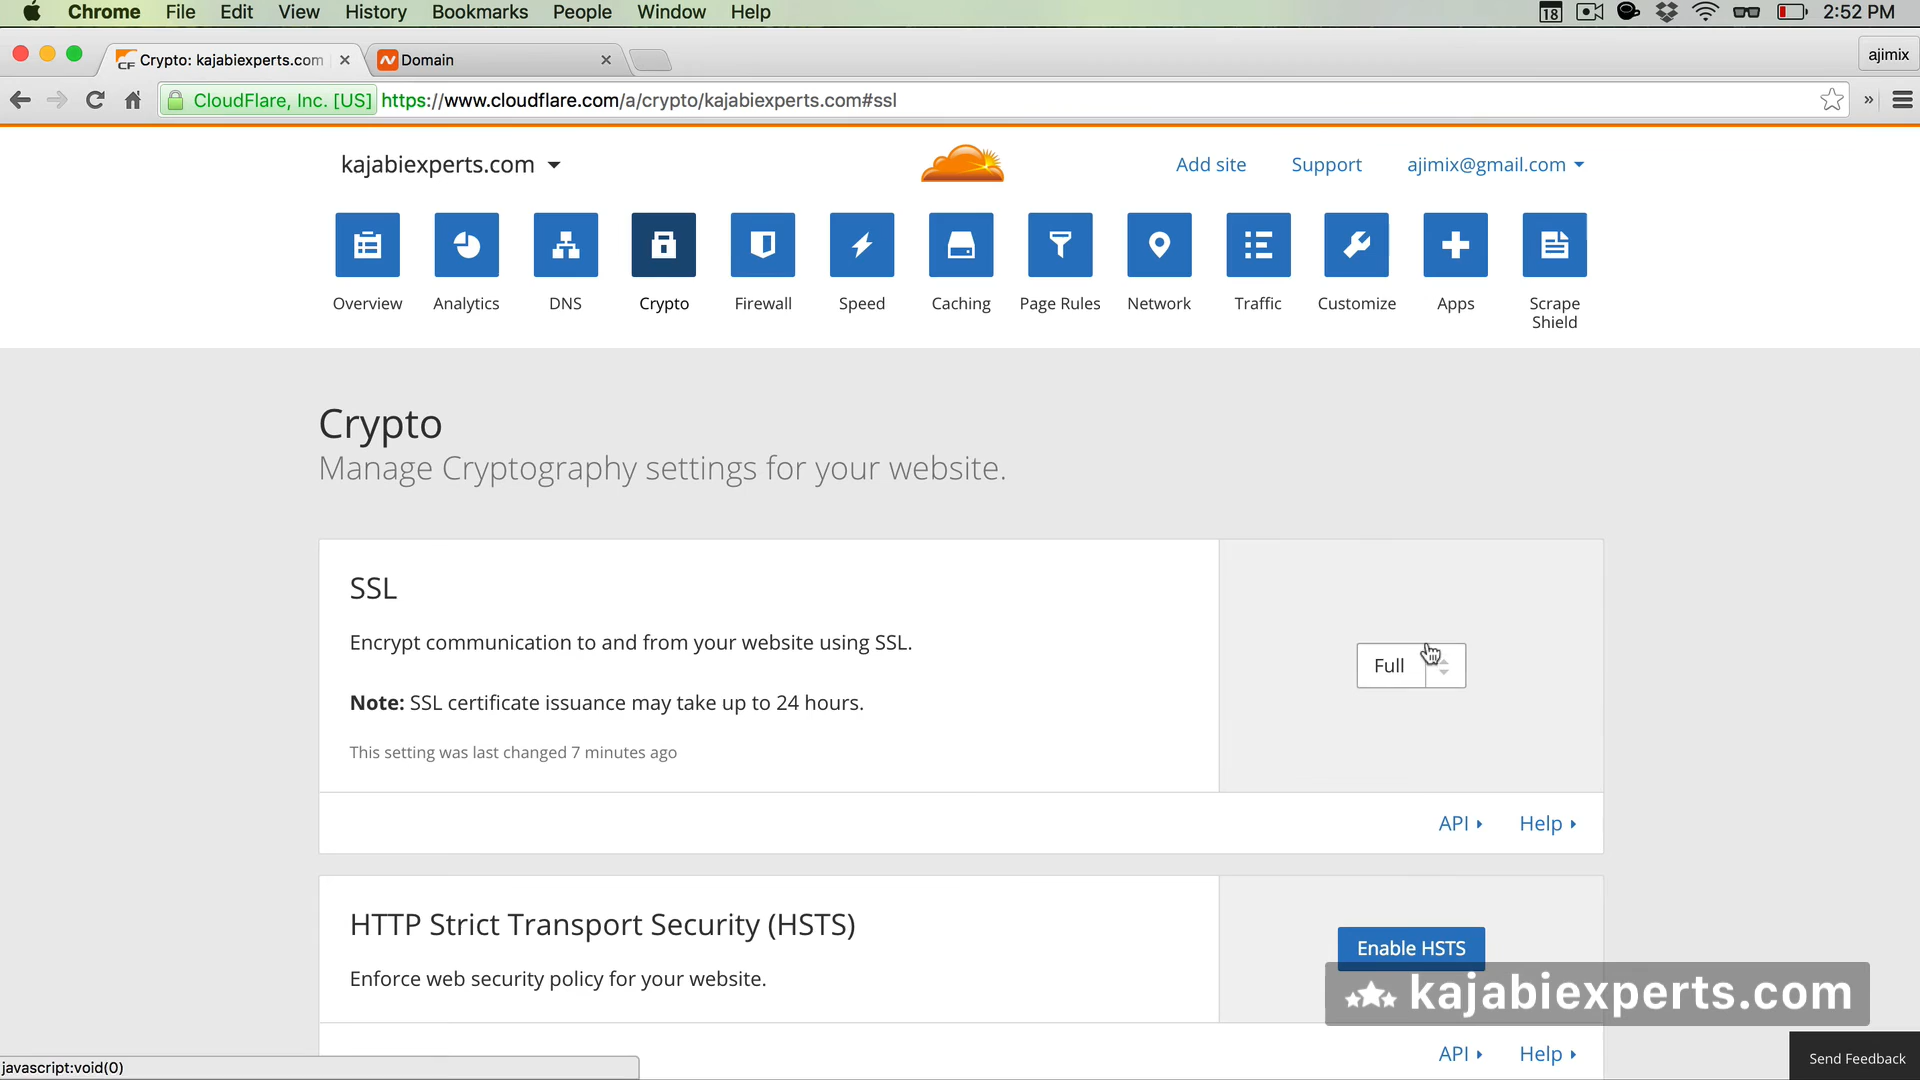 Chrome File Edit View History Bookmarks People Window Help 18 2:52 PM
CF Crypto: kajabiexperts.com Domain ajimix
CloudFlare, Inc. [US] https://www.cloudflare.com/a/crypto/kajabiexperts.com#ssl »
kajabiexperts.com Add site Support ajimix@gmail.com
Overview Analytics DNS Crypto Firewall Speed Caching Page Rules Network Traffic Customize Apps Scrape
Shield
Crypto
Manage Cryptography settings for your website.
SSL
Encrypt communication to and from your website using SSL.
Full
Note: SSL certificate issuance may take up to 24 hours.
This setting was last changed 7 minutes ago
API Help
HTTP Strict Transport Security (HSTS)
Enable HSTS
Enforce web security policy for your website.
kajabiexperts.com
API Help
Send Feedback
javascript:void(0)